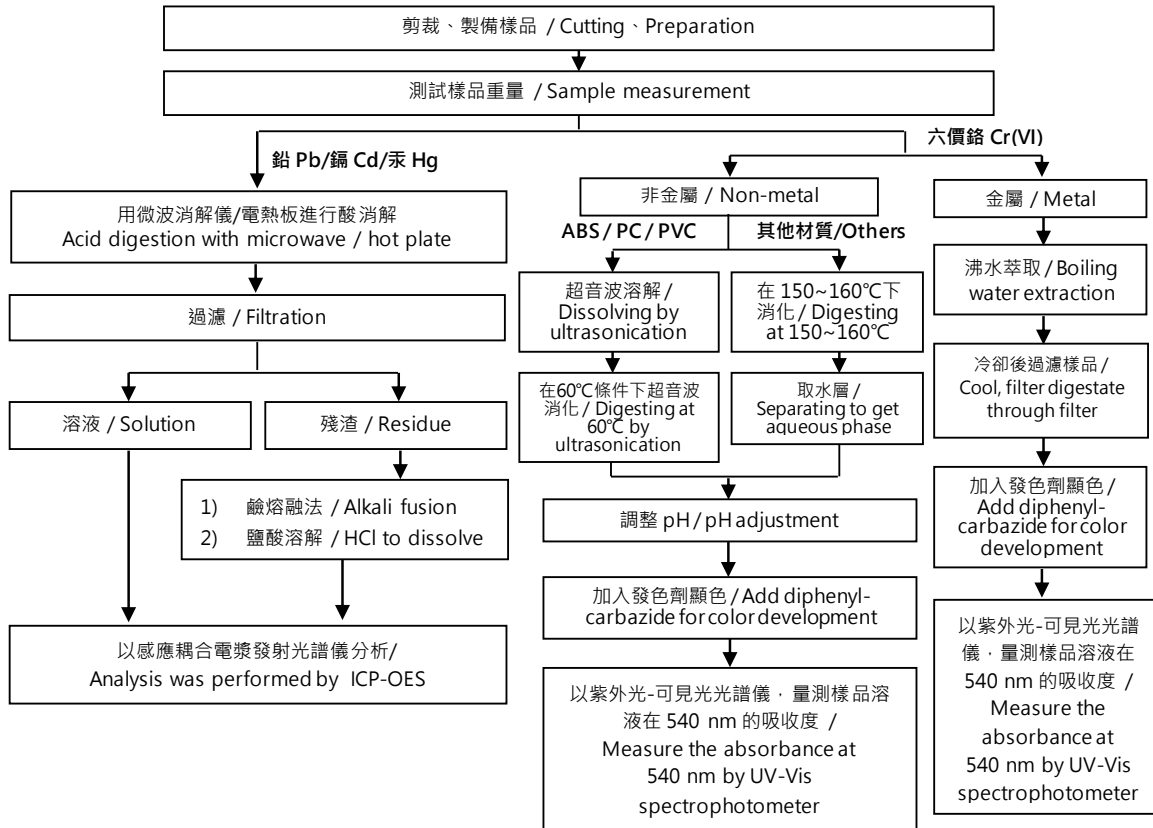 剪裁、製備樣品 / Cutting、Preparation
測試樣品重量 / Sample measurement
鉛 Pb/鎘 Cd/汞 Hg
六價鉻 Cr(VI)
用微波消解儀/電熱板進行酸消解
Acid digestion with microwave / hot plate
過濾 / Filtration
溶液 / Solution
殘渣 / Residue
1) 鹼熔融法 / Alkali fusion
2) 鹽酸溶解 / HCl to dissolve
以感應耦合電漿發射光譜儀分析/
Analysis was performed by ICP-OES
非金屬 / Non-metal
ABS / PC / PVC
其他材質/Others
超音波溶解 /
Dissolving by
ultrasonication
在60℃條件下超音波
消化 / Digesting at
60℃ by
ultrasonication
在 150~160℃下
消化 / Digesting
at 150~160℃
取水層 /
Separating to get
aqueous phase
調整 pH / pH adjustment
加入發色劑顯色 / Add diphenyl-
carbazide for color development
以紫外光-可見光光譜儀，量測樣品溶
液在 540 nm 的吸收度 /
Measure the absorbance at
540 nm by UV-Vis
spectrophotometer
金屬 / Metal
沸水萃取 / Boiling
water extraction
冷卻後過濾樣品 /
Cool, filter digestate
through filter
加入發色劑顯色 /
Add diphenyl-
carbazide for color
development
以紫外光-可見光光譜
儀，量測樣品溶液在
540 nm 的吸收度 /
Measure the
absorbance at
540 nm by UV-Vis
spectrophotometer